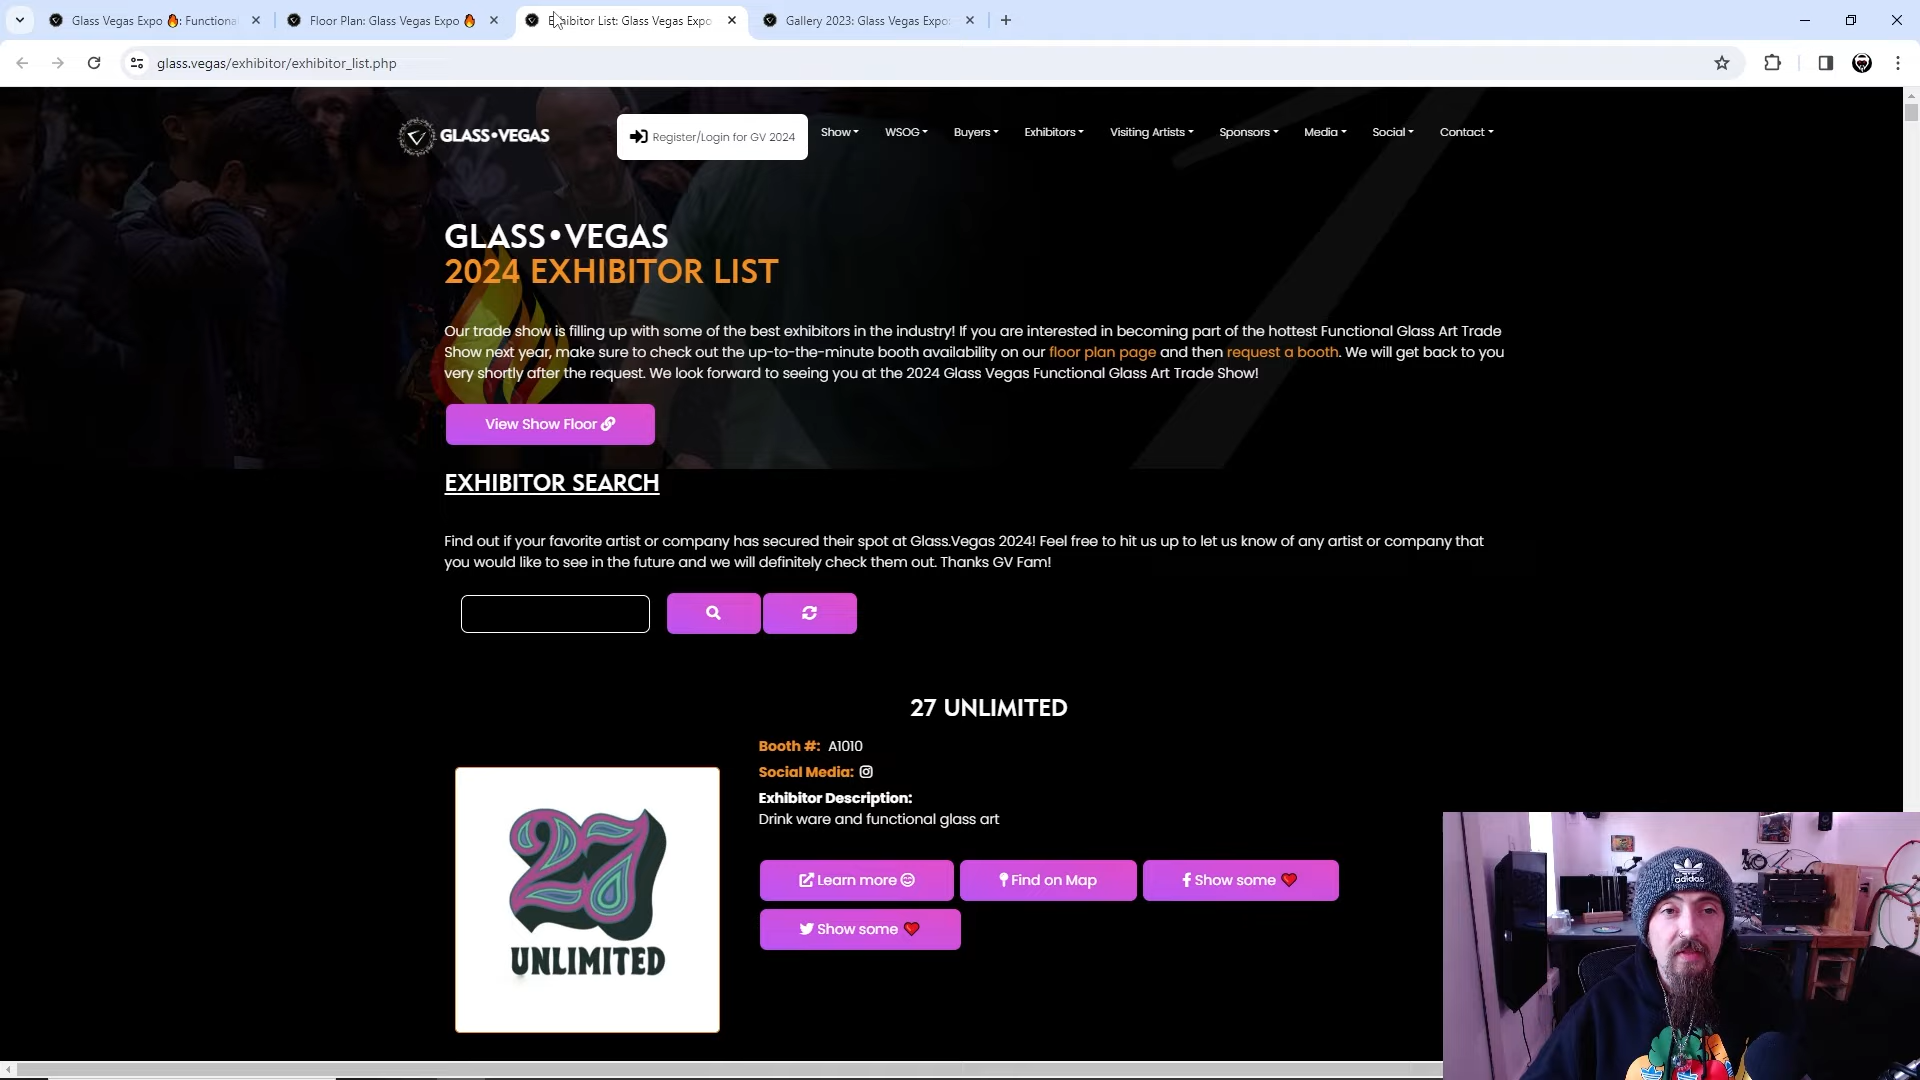 Glass Vegas Expo 🔥: Functional
Floor Plan: Glass Vegas Expo 🔥
Exhibitor List: Glass Vegas Expo
Gallery 2023: Glass Vegas Expo
glass.vegas/exhibitor/exhibitor_list.php
GLASS•VEGAS
Register/Login for GV 2024
Show
WSOG
Buyers
Exhibitors
Visiting Artists
Sponsors
Media
Social
Contact
GLASS•VEGAS
2024 EXHIBITOR LIST
Our trade show is filling up with some of the best exhibitors in the industry! If you are interested in becoming part of the hottest Functional Glass Art Trade
Show next year, make sure to check out the up-to-the-minute booth availability on our floor plan page and then request a booth. We will get back to you
very shortly after the request. We look forward to seeing you at the 2024 Glass Vegas Functional Glass Art Trade Show!
View Show Floor
EXHIBITOR SEARCH
Find out if your favorite artist or company has secured their spot at Glass.Vegas 2024! Feel free to hit us up to let us know of any artist or company that
you would like to see in the future and we will definitely check them out. Thanks GV Fam!
27 UNLIMITED
Booth #: A1010
Social Media:
Exhibitor Description:
Drink ware and functional glass art
Learn more
Find on Map
Show some ❤
Show some ❤
27
UNLIMITED
adidas